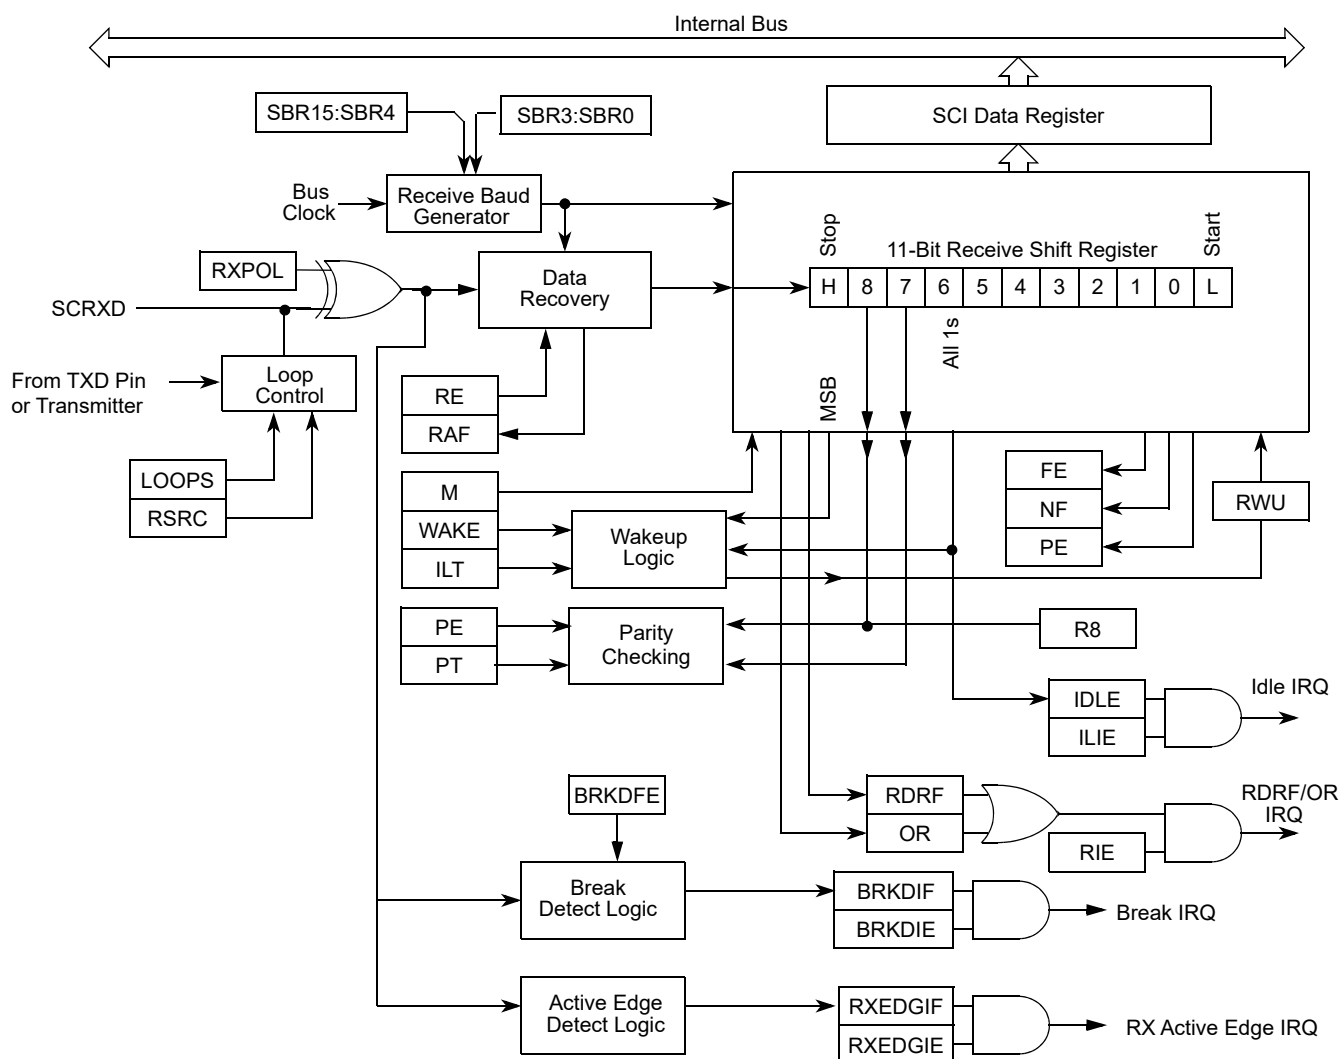 Internal Bus
SBR15:SBR4
SBR3:SBR0
SCI Data Register
Bus
Clock
Receive Baud
Generator
RXPOL
Data
Recovery
Stop
11-Bit Receive Shift Register
Start
H 8 7 6 5 4 3 2 1 0 L
SCRXD
All 1s
MSB
From TXD Pin
or Transmitter
Loop
Control
RE
RAF
LOOPS
RSRC
M
WAKE
ILT
Wakeup
Logic
FE
NF
PE
RWU
PE
PT
Parity
Checking
R8
IDLE
ILIE
Idle IRQ
BRKDFE
RDRF
OR
RIE
RDRF/OR
IRQ
Break
Detect Logic
BRKDIF
BRKDIE
Break IRQ
Active Edge
Detect Logic
RXEDGIF
RXEDGIE
RX Active Edge IRQ